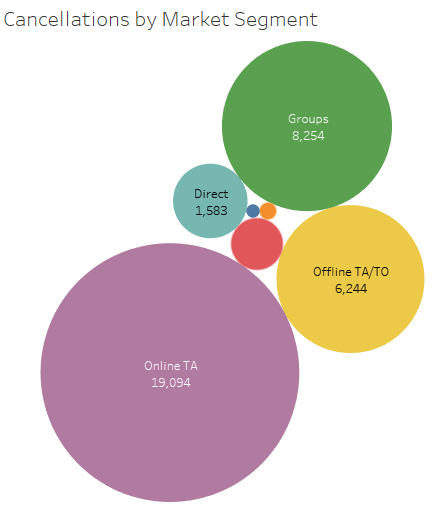 Cancellations by Market Segment
Groups
8,254
Direct
1,583
Offline TA/TO
6,244
Online TA
19,094